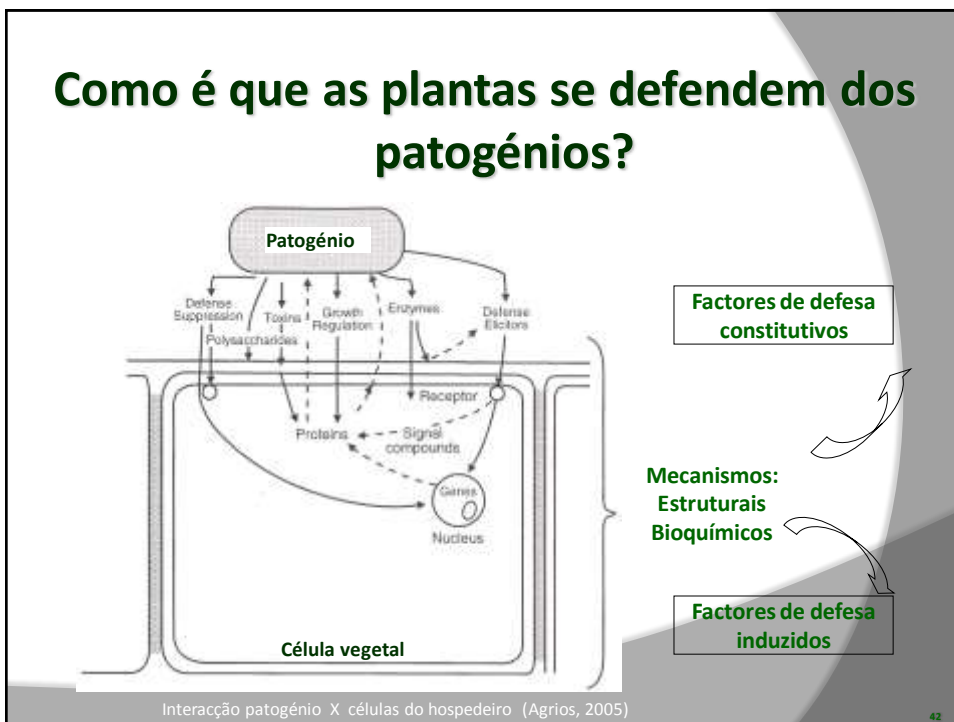 Como é que as plantas se defendem dos
patogénios?
Patogénio
Defense
Suppression
Polysaccharides
Toxins
Growth
Regulation
Enzymes
Defense
Elicitors
Receptor
Proteins
Signal
compounds
Genes
Nucleus
Célula vegetal
Factores de defesa
constitutivos
Mecanismos:
Estruturais
Bioquímicos
Factores de defesa
induzidos
Interacção patogénio X células do hospedeiro (Agrios, 2005)
42